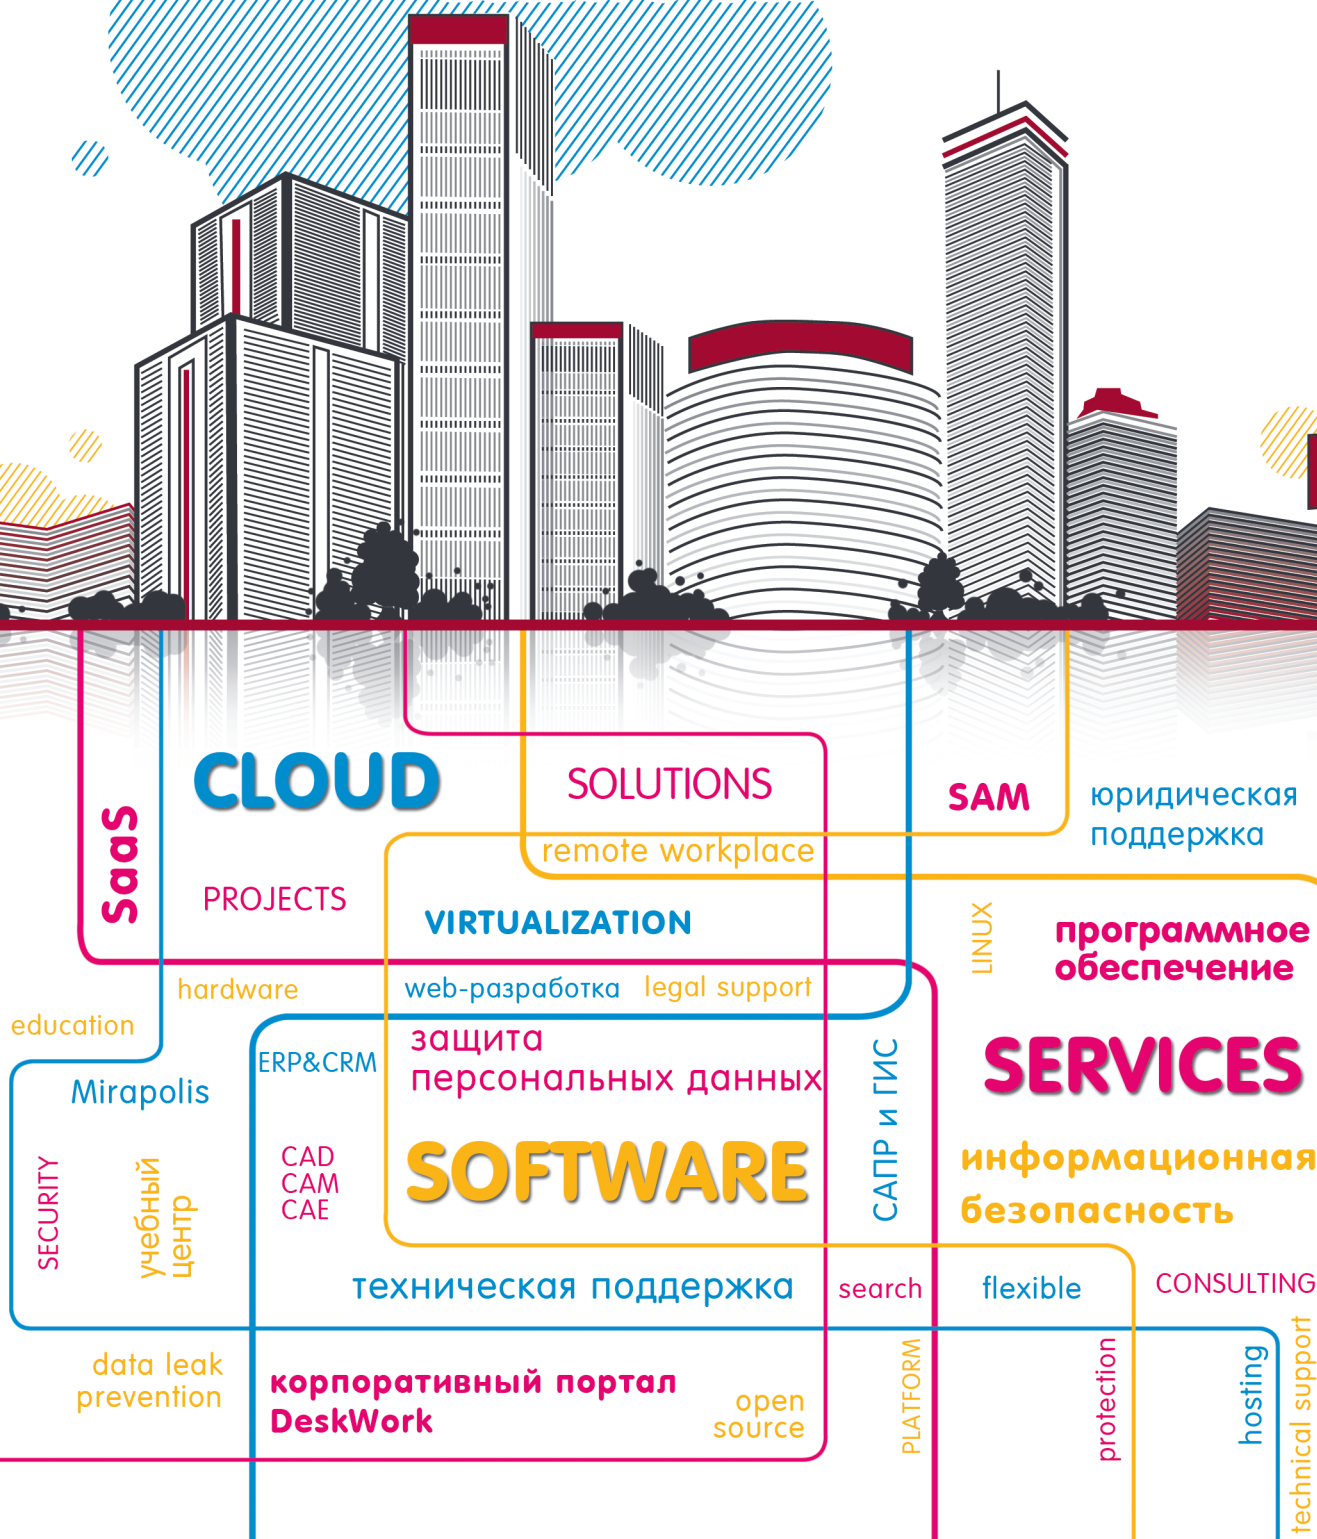 CLOUD
SOLUTIONS
SAM
юридическая
поддержка
SaaS
remote workplace
PROJECTS
VIRTUALIZATION
LINUX
программное
обеспечение
hardware
web-разработка
legal support
education
защита
персональных данных
ERP&CRM
Mirapolis
САПР и ГИС
SERVICES
SECURITY
учебный
центр
CAD
CAM
CAE
SOFTWARE
информационная
безопасность
техническая поддержка
search
flexible
CONSULTING
data leak
prevention
корпоративный портал
DeskWork
open
source
PLATFORM
protection
hosting
technical support